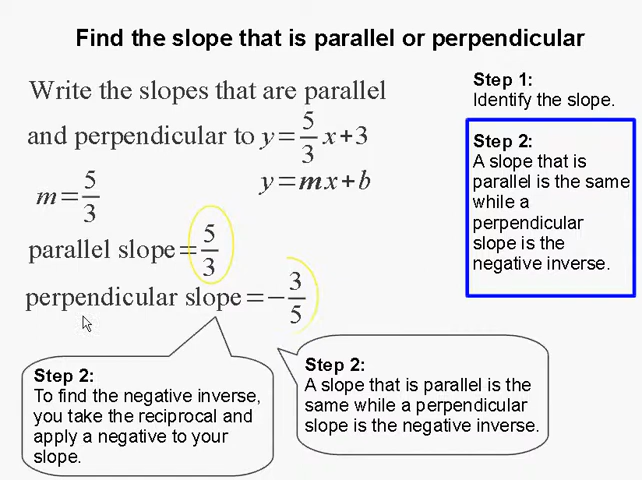 Find the slope that is parallel or perpendicular
Write the slopes that are parallel
and perpendicular to y = 5/3 x + 3
m = 5/3
y = mx + b
parallel slope = 5/3
perpendicular slope = − 3/5
Step 1:
Identify the slope.
Step 2:
A slope that is
parallel is the same
while a
perpendicular
slope is the
negative inverse.
Step 2:
To find the negative inverse,
you take the reciprocal and
apply a negative to your
slope.
Step 2:
A slope that is parallel is the
same while a perpendicular
slope is the negative inverse.